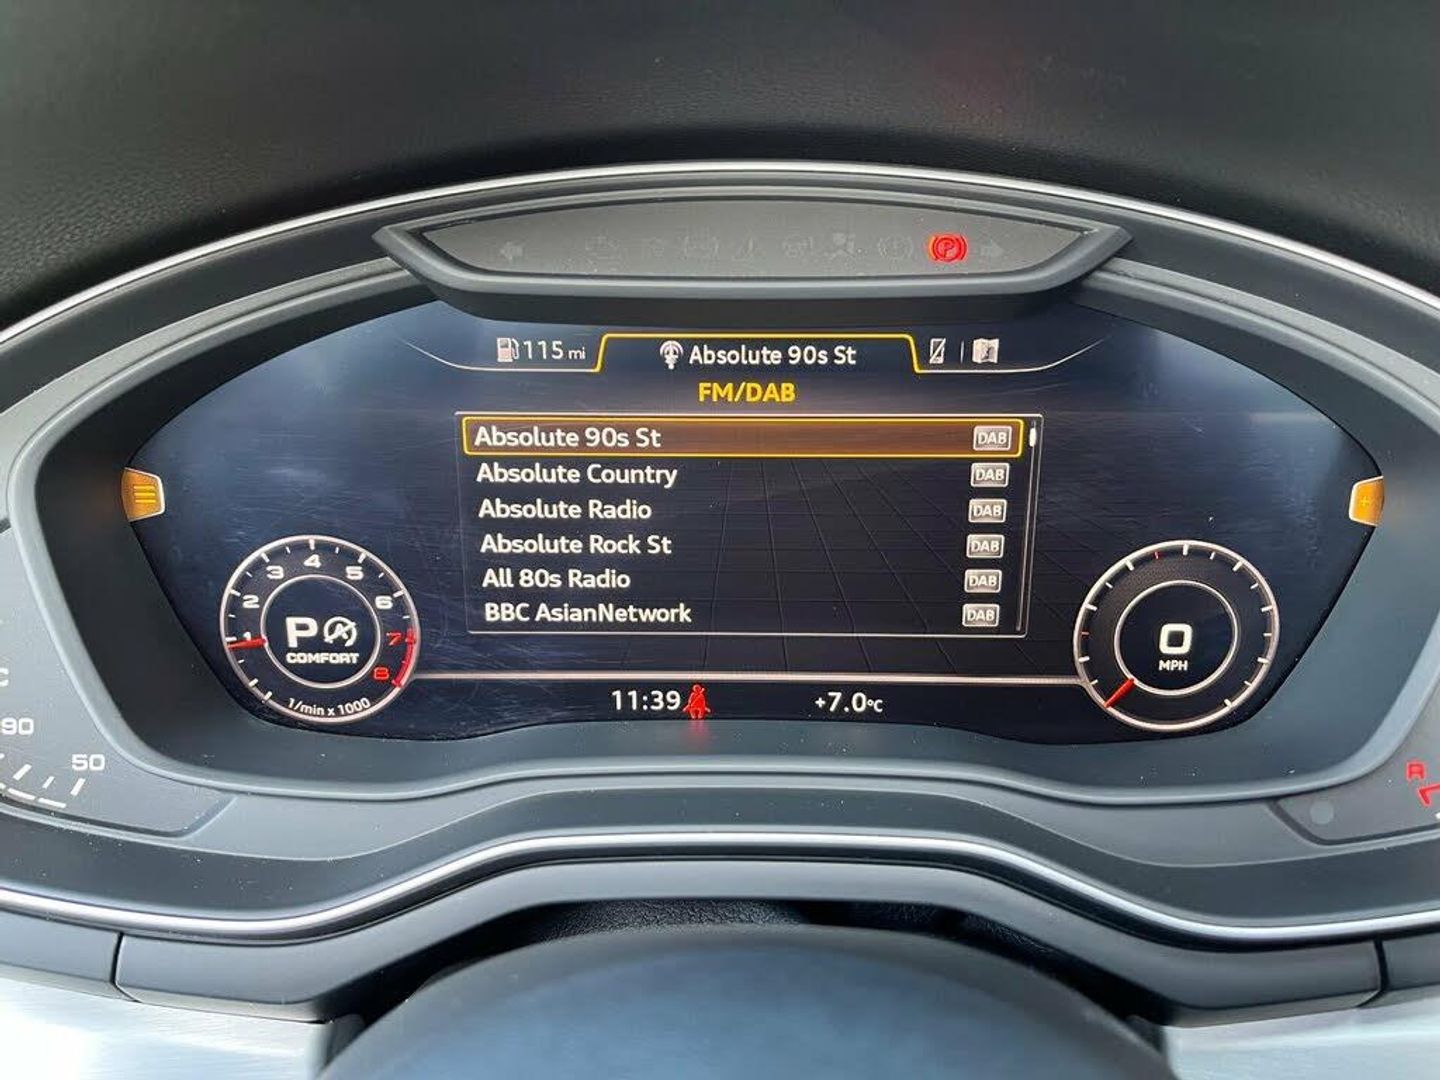 115 mi
Absolute 90s St
FM/DAB
Absolute 90s St DAB
Absolute Country DAB
Absolute Radio DAB
Absolute Rock St DAB
All 80s Radio DAB
BBC AsianNetwork DAB
1 2 3 4 5 6 7 8
P A
COMFORT
1/min x 1000
0
MPH
11:39
+7.0°C
P
C
90
50
R